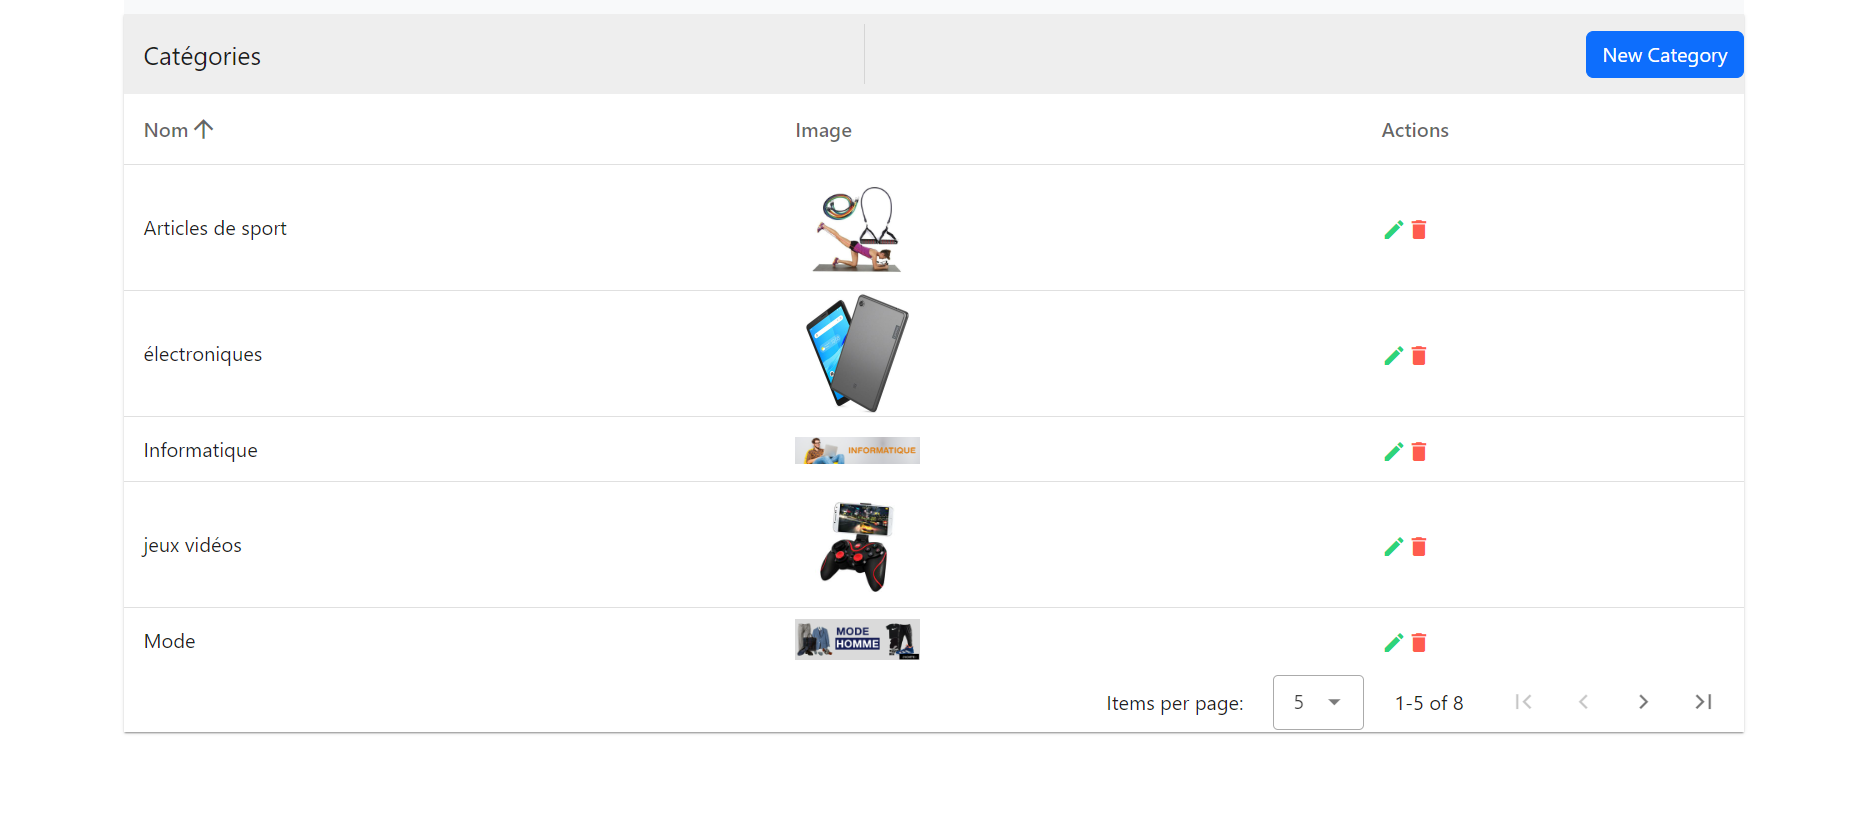 Catégories
New Category
Nom Image Actions
Articles de sport
électroniques
Informatique
INFORMATIQUE
jeux vidéos
Mode
MODE
HOMME
Items per page: 5 1-5 of 8